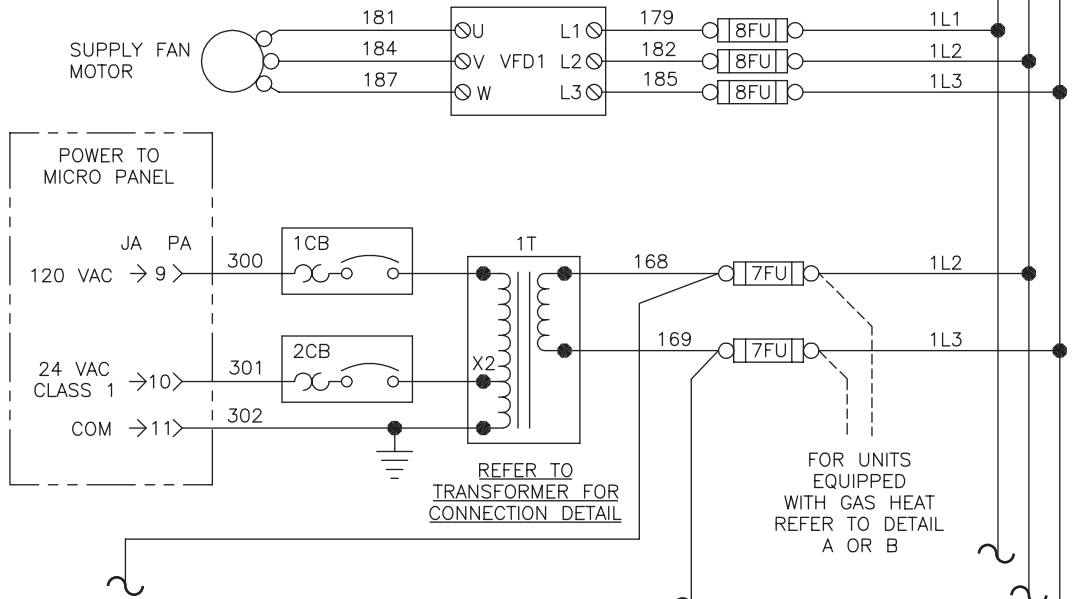 181 179 1L1
U L1 8FU
SUPPLY FAN
MOTOR
184 182 1L2
V VFD1 L2 8FU
187 185 1L3
W L3 8FU
POWER TO
MICRO PANEL
JA PA
1CB
1T
120 VAC 9 300 168 7FU 1L2
2CB
X2
169 7FU 1L3
24 VAC
CLASS 1
10 301
COM 11 302
REFER TO
TRANSFORMER FOR
CONNECTION DETAIL
FOR UNITS
EQUIPPED
WITH GAS HEAT
REFER TO DETAIL
A OR B